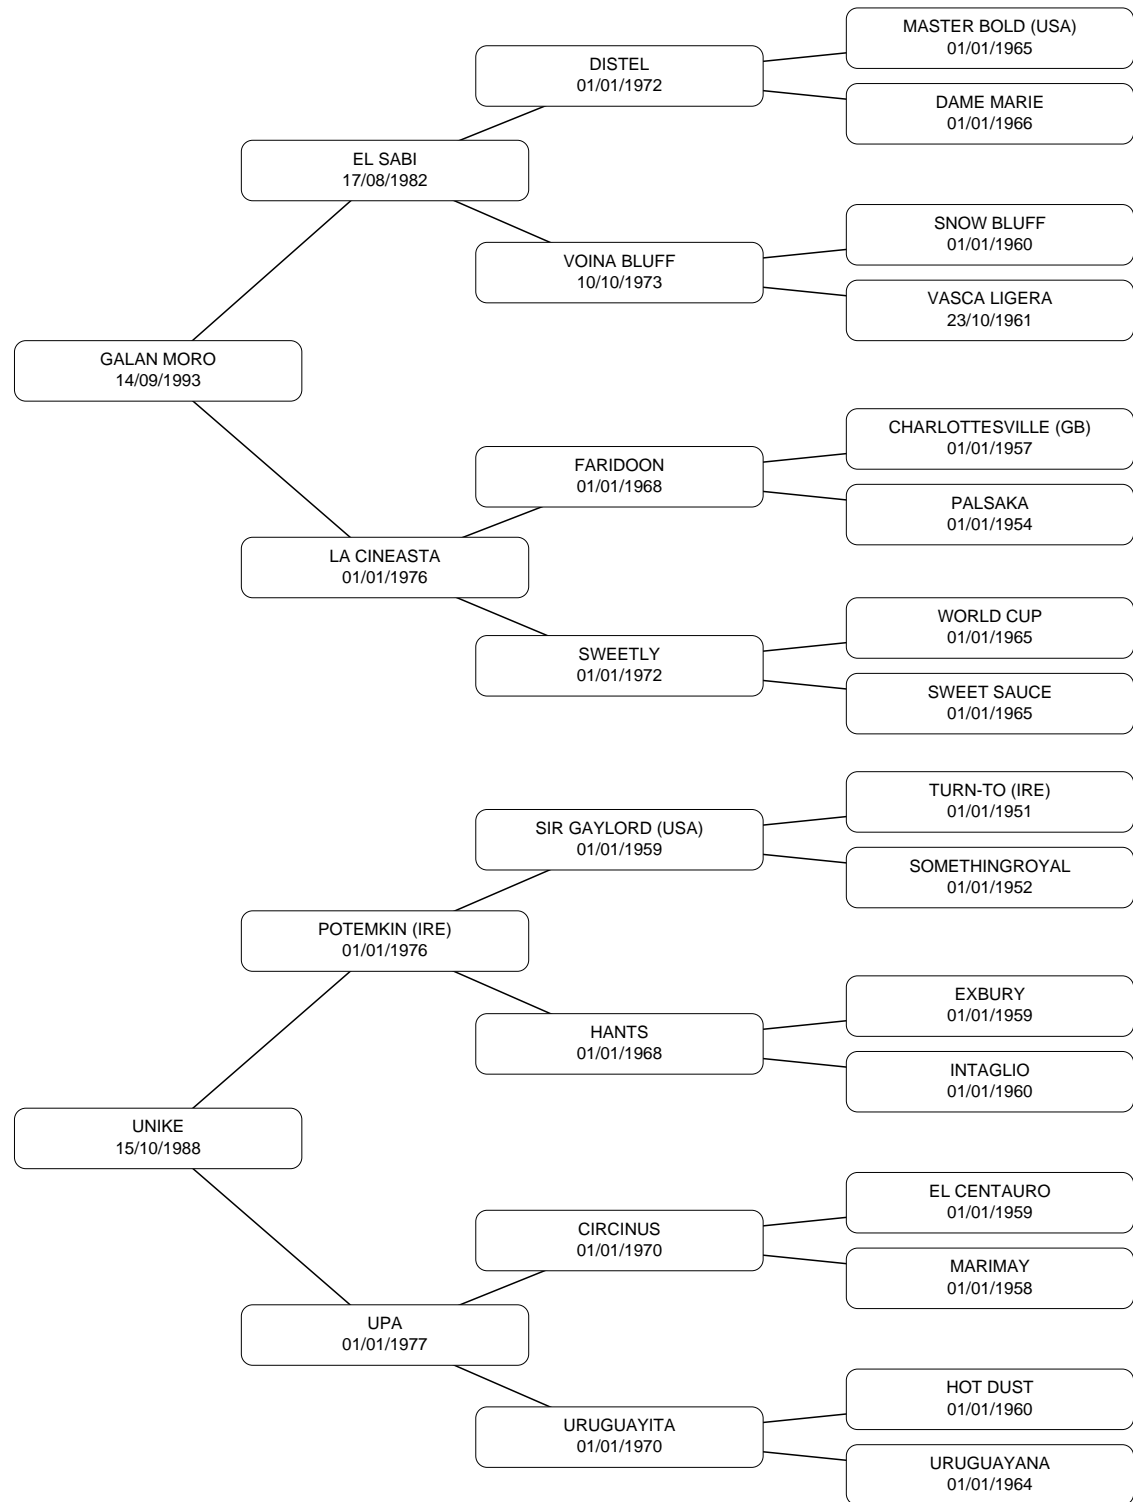 MASTER BOLD (USA)
01/01/1965
DISTEL
01/01/1972
DAME MARIE
01/01/1966
EL SABI
17/08/1982
SNOW BLUFF
01/01/1960
VOINA BLUFF
10/10/1973
VASCA LIGERA
23/10/1961
GALAN MORO
14/09/1993
CHARLOTTESVILLE (GB)
01/01/1957
FARIDOON
01/01/1968
PALSAKA
01/01/1954
LA CINEASTA
01/01/1976
WORLD CUP
01/01/1965
SWEETLY
01/01/1972
SWEET SAUCE
01/01/1965
TURN-TO (IRE)
01/01/1951
SIR GAYLORD (USA)
01/01/1959
SOMETHINGROYAL
01/01/1952
POTEMKIN (IRE)
01/01/1976
EXBURY
01/01/1959
HANTS
01/01/1968
INTAGLIO
01/01/1960
UNIKE
15/10/1988
EL CENTAURO
01/01/1959
CIRCINUS
01/01/1970
MARIMAY
01/01/1958
UPA
01/01/1977
HOT DUST
01/01/1960
URUGUAYITA
01/01/1970
URUGUAYANA
01/01/1964